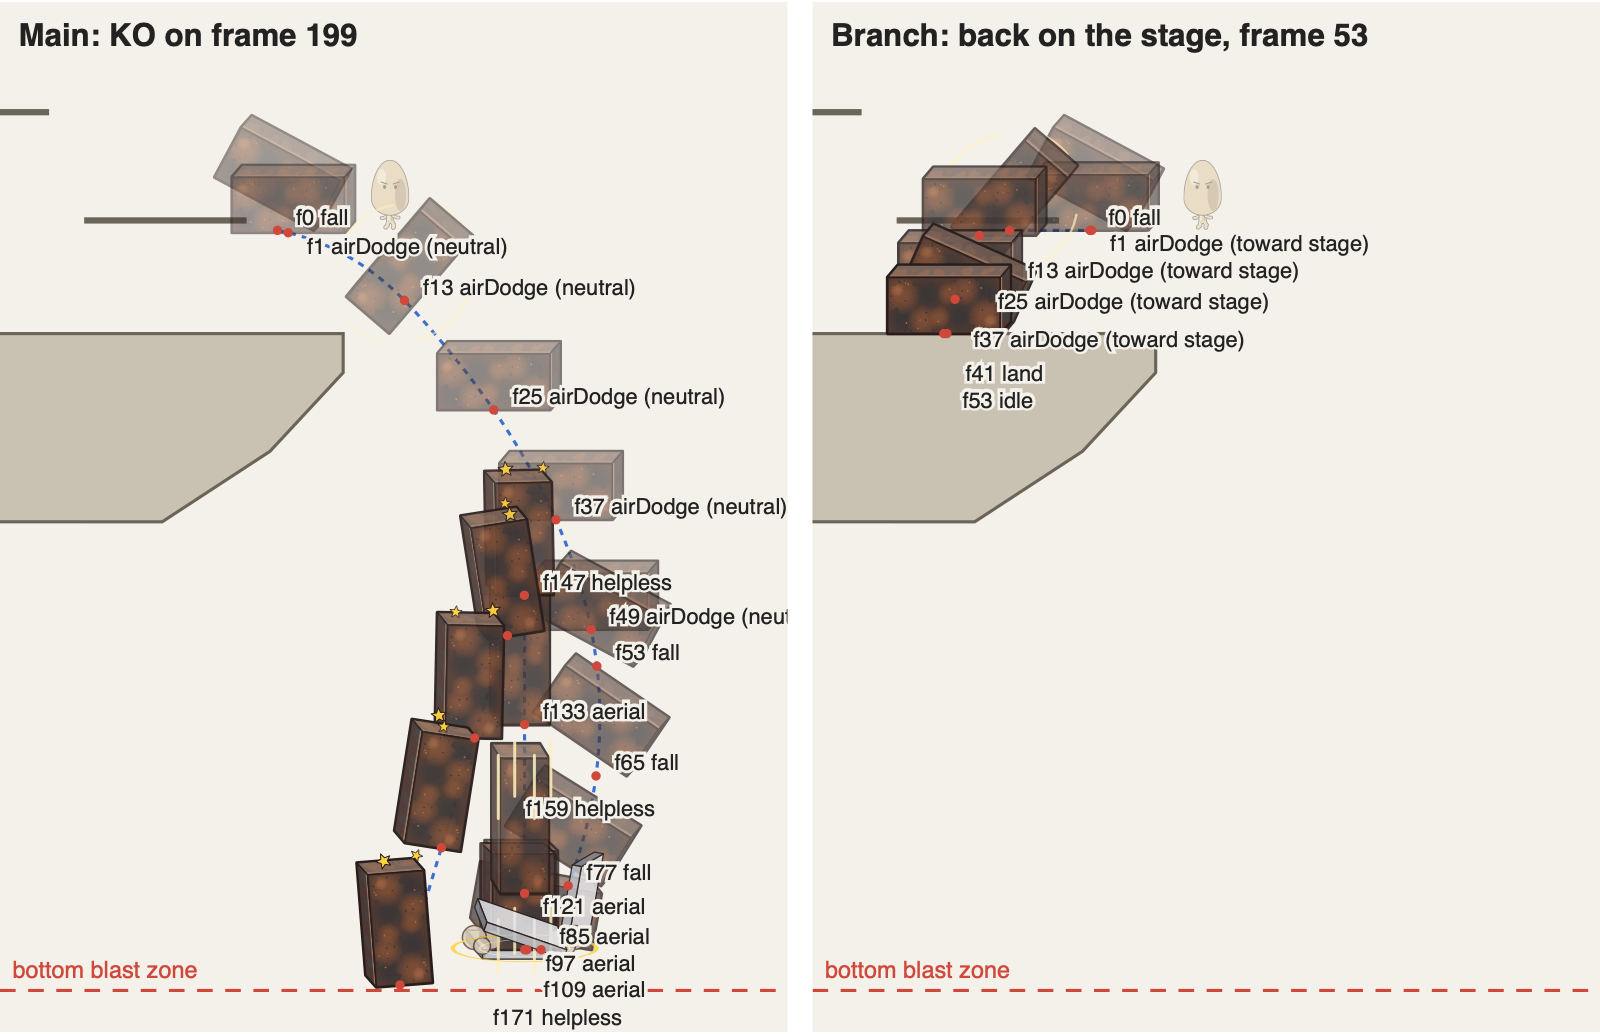 Main: KO on frame 199
f0 fall
f1 airDodge (neutral)
f13 airDodge (neutral)
f25 airDodge (neutral)
f37 airDodge (neutral)
f147 helpless
f49 airDodge (neut
f53 fall
f133 aerial
f65 fall
f159 helpless
f77 fall
f121 aerial
f85 aerial
f97 aerial
bottom blast zone
f109 aerial
f171 helpless
Branch: back on the stage, frame 53
f0 fall
f1 airDodge (toward stage)
f13 airDodge (toward stage)
f25 airDodge (toward stage)
f37 airDodge (toward stage)
f41 land
f53 idle
bottom blast zone